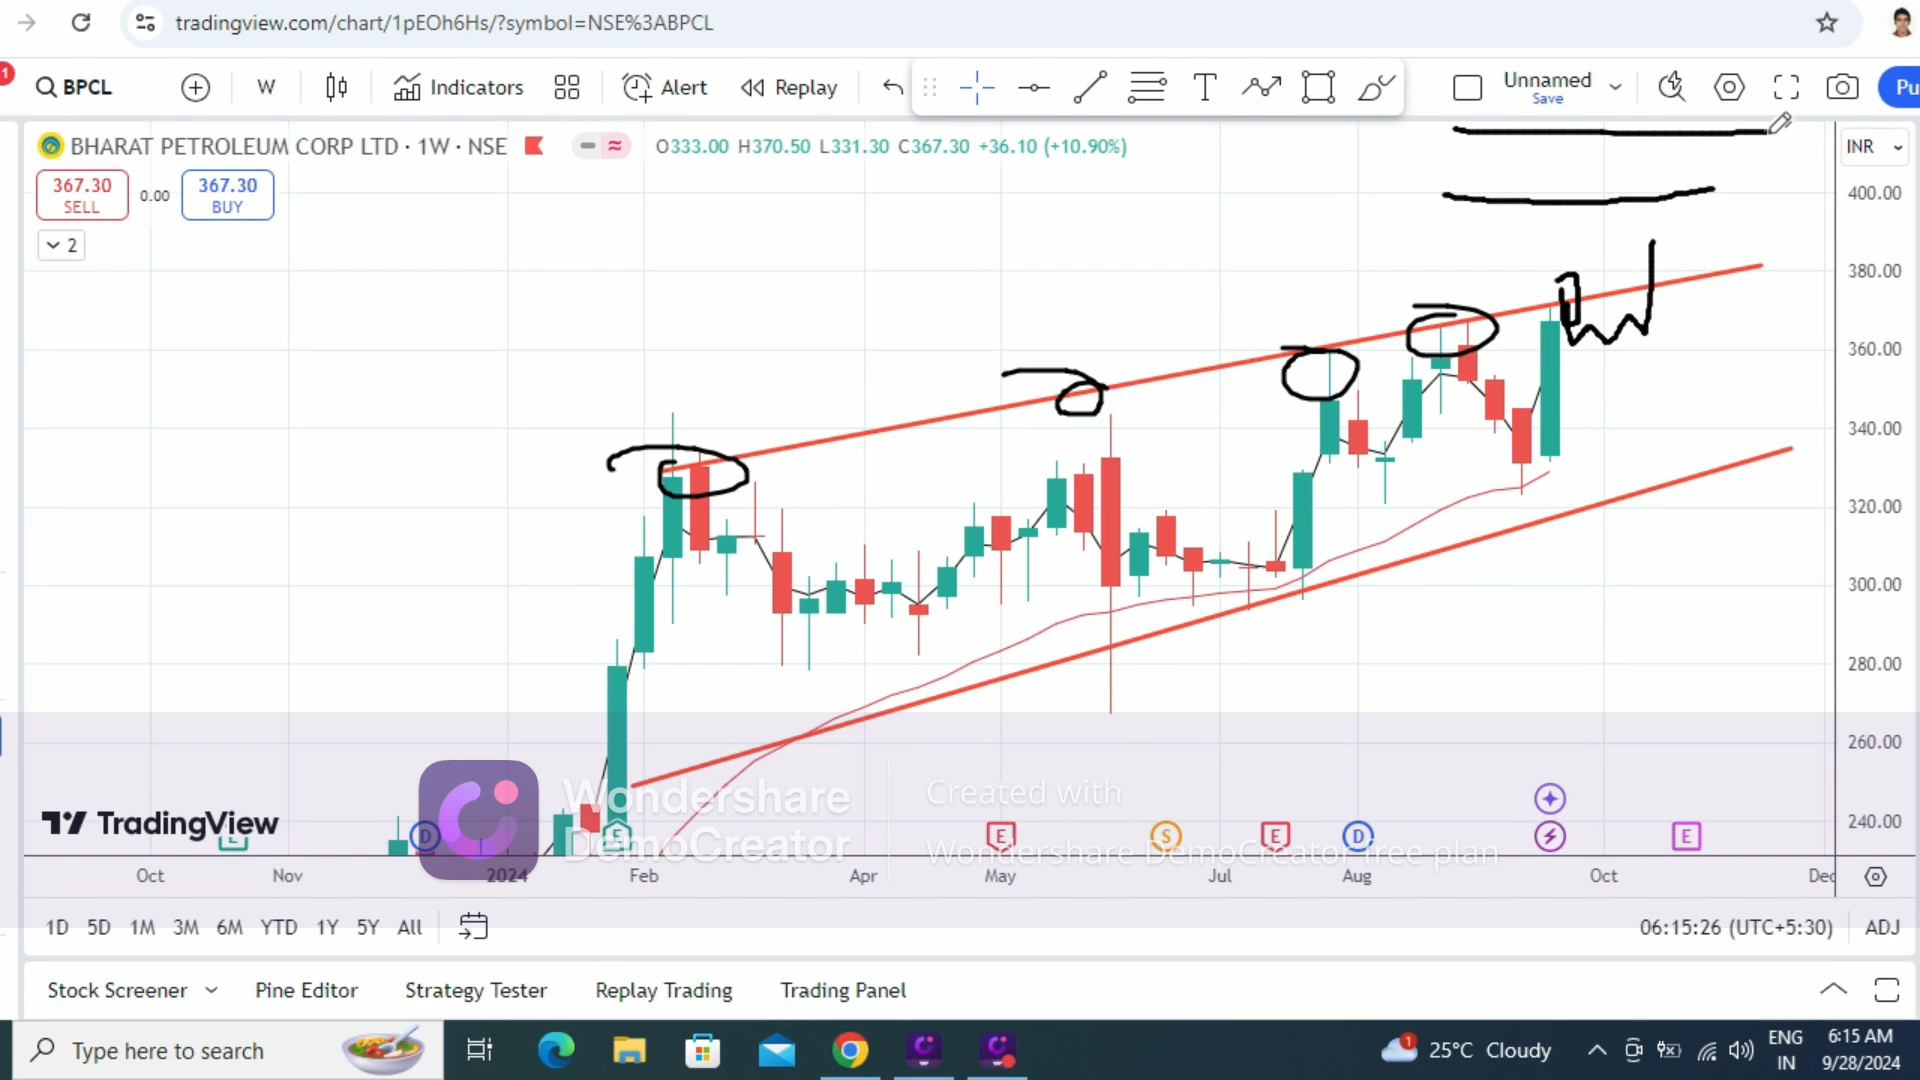 tradingview.com/chart/1pEOh6Hs/?symbol=NSE%3ABPCL
1
BPCL W Indicators Alert Replay T Unnamed
Save
Pu
BHARAT PETROLEUM CORP LTD · 1W · NSE O333.00 H370.50 L331.30 C367.30 +36.10 (+10.90%) INR
367.30 SELL 0.00 367.30 BUY
2
400.00
380.00
360.00
340.00
320.00
300.00
280.00
260.00
240.00
Wondershare DemoCreator
Created with
Wondershare DemoCreator free plan
TradingView
E D E E S E D E
Oct Nov 2024 Feb Apr May Jul Aug Oct Dec
1D 5D 1M 3M 6M YTD 1Y 5Y All 06:15:26 (UTC+5:30) ADJ
Stock Screener Pine Editor Strategy Tester Replay Trading Trading Panel
Type here to search 1 25°C Cloudy ENG IN 6:15 AM 9/28/2024